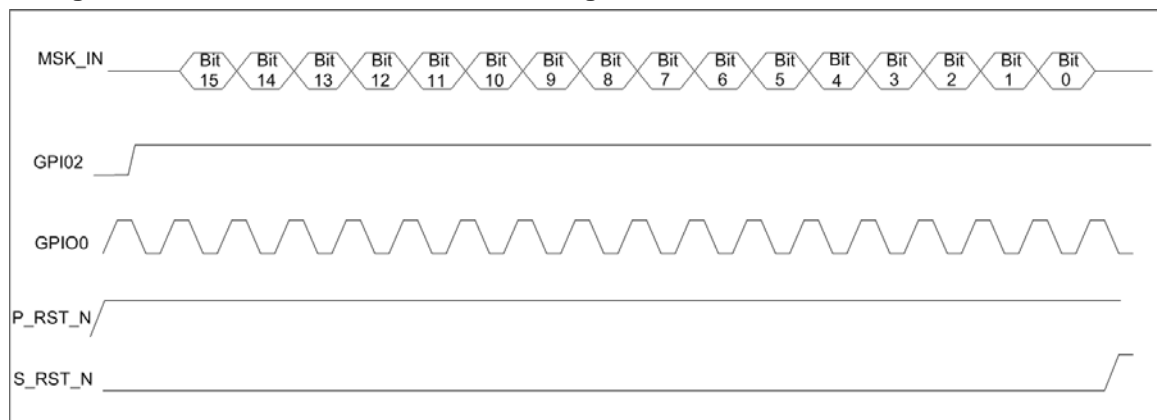 MSK_IN
Bit Bit Bit Bit Bit Bit Bit Bit Bit Bit Bit Bit Bit Bit Bit Bit
15 14 13 12 11 10 9 8 7 6 5 4 3 2 1 0
GPI02
GPIO0
P_RST_N
S_RST_N